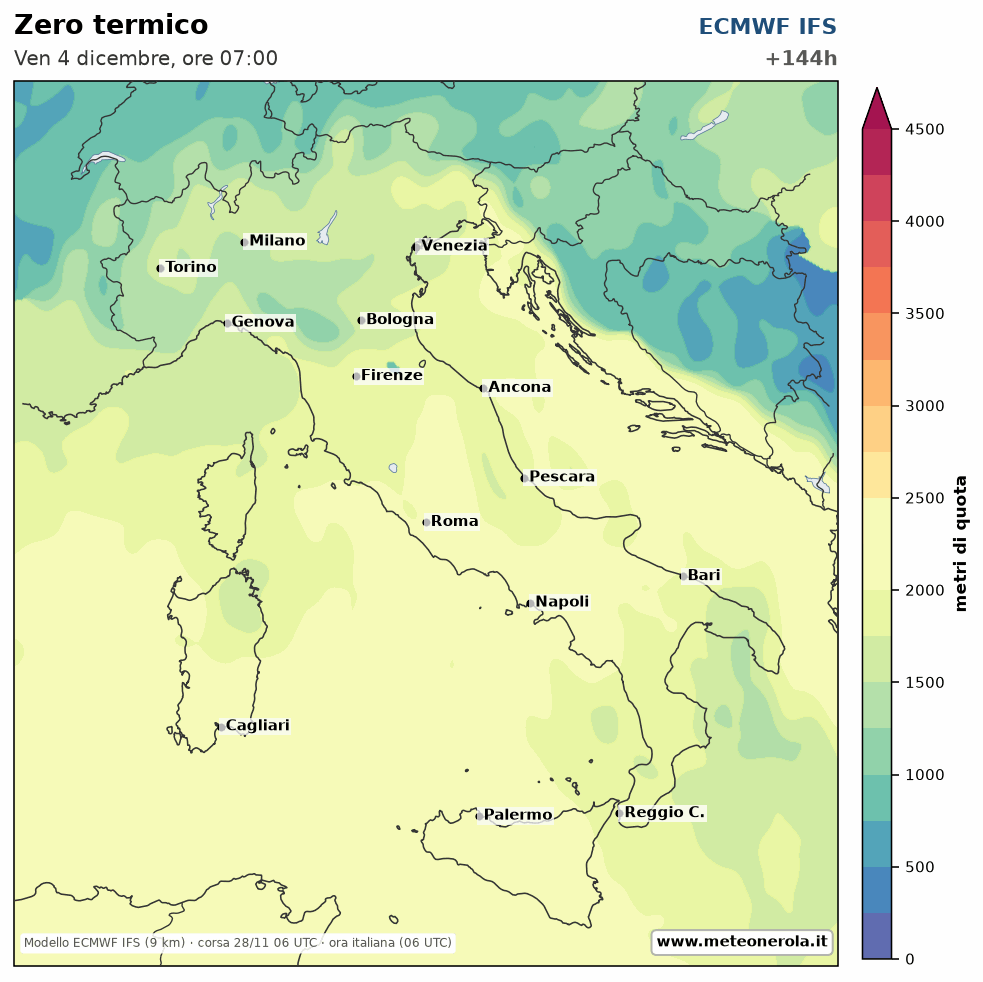 Zero termico
ECMWF IFS
Ven 4 dicembre, ore 07:00
+144h
Milano
Venezia
Torino
Genova
Bologna
Firenze
Ancona
Pescara
Roma
Bari
Napoli
Cagliari
Palermo
Reggio C.
4500
4000
3500
3000
2500
2000
1500
1000
500
0
metri di quota
Modello ECMWF IFS (9 km) · corsa 28/11 06 UTC · ora italiana (06 UTC)
www.meteonerola.it